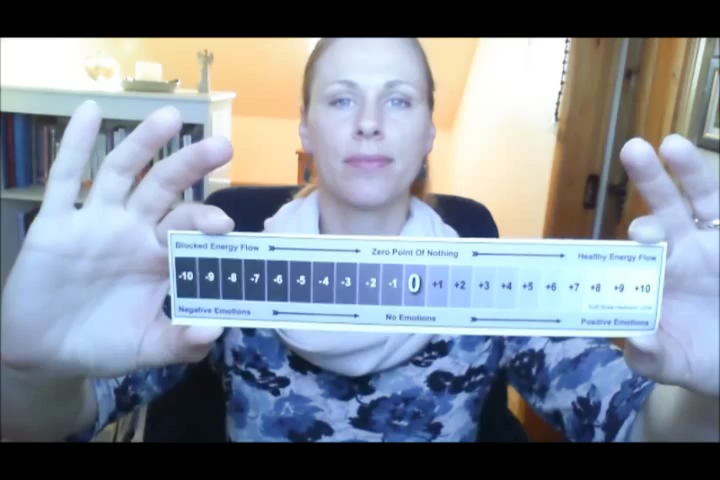 Blocked Energy Flow Zero Point Of Nothing Healthy Energy Flow
-10 -9 -8 -7 -6 -5 -4 -3 -2 -1 0 +1 +2 +3 +4 +5 +6 +7 +8 +9 +10
Negative Emotions No Emotions Positive Emotions